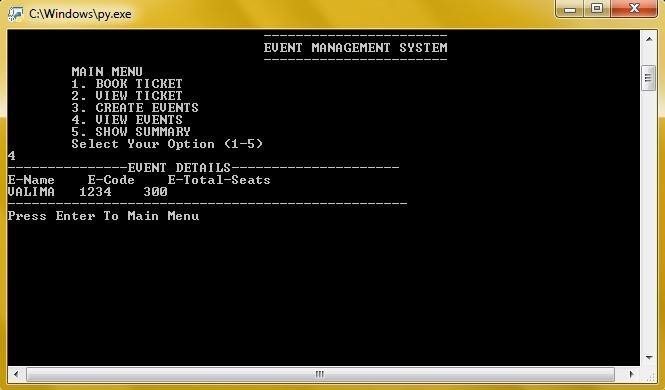 C:\Windows\py.exe
-----------------------
EVENT MANAGEMENT SYSTEM
-----------------------
MAIN MENU
1. BOOK TICKET
2. VIEW TICKET
3. CREATE EVENTS
4. VIEW EVENTS
5. SHOW SUMMARY
Select Your Option (1-5)
4
---------------EVENT DETAILS---------------------
E-Name    E-Code    E-Total-Seats
VALIMA   1234    300
--------------------------------------------------
Press Enter To Main Menu